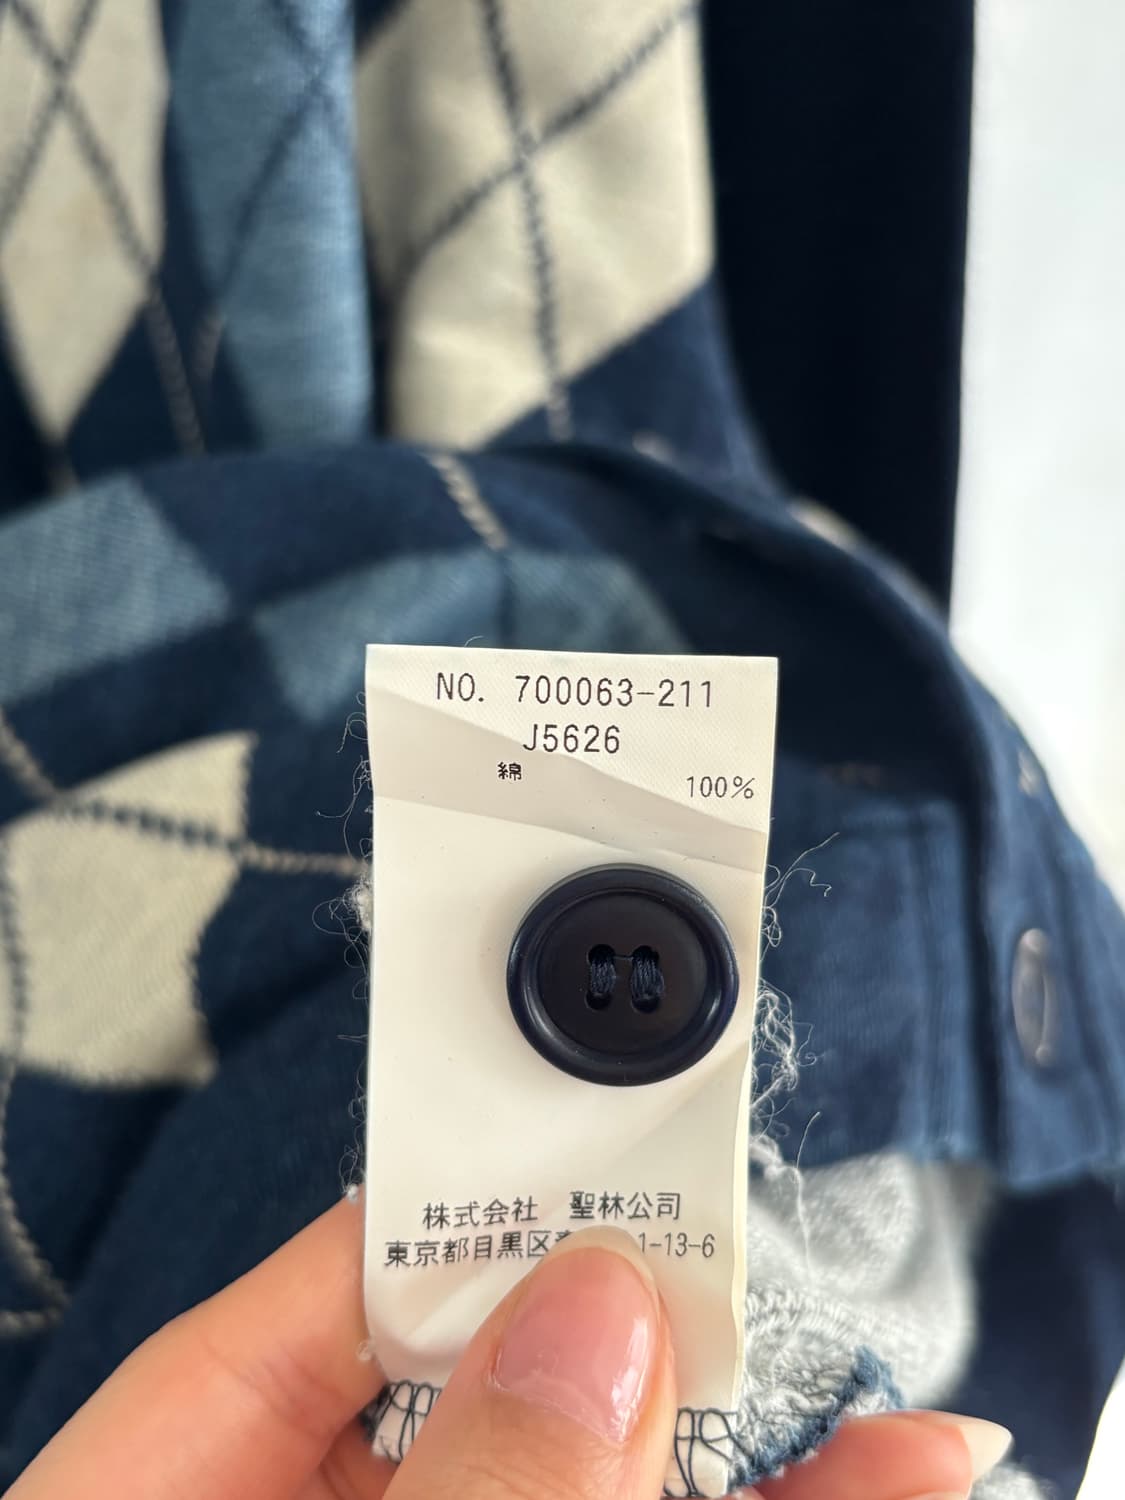 NO. 700063-211
J5626
綿 100%
株式会社 聖林公司
東京都目黒区 1-13-6